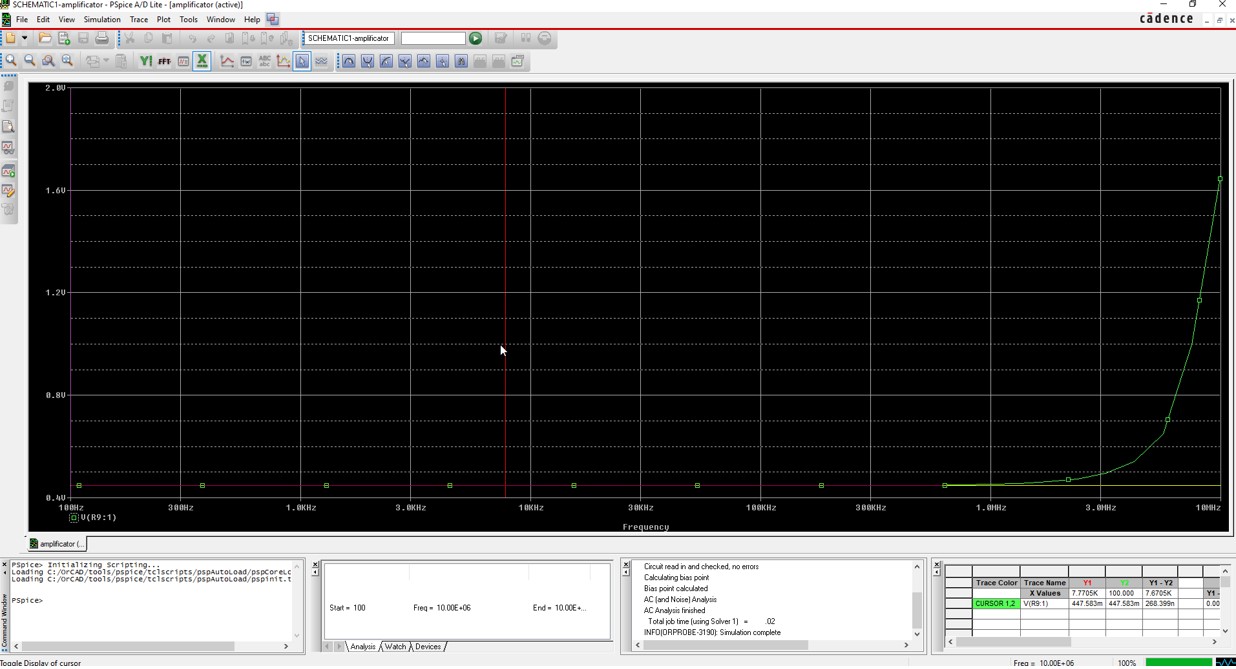 SCHEMATIC1-amplificator - PSpice A/D Lite - [amplificator (active)]
File Edit View Simulation Trace Plot Tools Window Help
cādence
SCHEMATIC1-amplificator
FFT
ABC
abc
2.0V
1.6V
1.2V
0.8V
0.4V
100Hz 300Hz 1.0KHz 3.0KHz 10KHz 30KHz 100KHz 300KHz 1.0MHz 3.0MHz 10MHz
V(R9:1)
Frequency
amplificator (...
PSpice> Initializing Scripting...
Loading C:/OrCAD/tools/pspice/tclscripts/pspAutoLoad/pspCoreLo
Loading C:/OrCAD/tools/pspice/tclscripts/pspAutoLoad/pspinit.t
PSpice>
Command Window
Start = 100 Freq = 10.00E+06 End = 10.00E+...
Analysis Watch Devices
Circuit read in and checked, no errors
Calculating bias point
Bias point calculated
AC (and Noise) Analysis
AC Analysis finished
Total job time (using Solver 1) = .02
INFO(ORPROBE-3190): Simulation complete
Trace Color Trace Name Y1 Y2 Y1 - Y2 Y1 -
X Values 7.7705K 100.000 7.6705K
CURSOR 1,2 V(R9:1) 447.583m 447.583m 268.399n 0.00
Toggle Display of cursor
Freq = 10.00E+06 100%